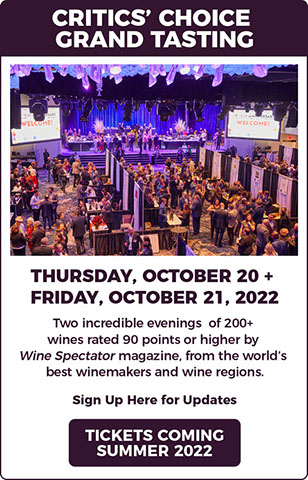 CRITICS' CHOICE
GRAND TASTING
WELCOME!
WELCOME!
THURSDAY, OCTOBER 20 +
FRIDAY, OCTOBER 21, 2022
Two incredible evenings of 200+
wines rated 90 points or higher by
Wine Spectator magazine, from the world's
best winemakers and wine regions.
Sign Up Here for Updates
TICKETS COMING
SUMMER 2022